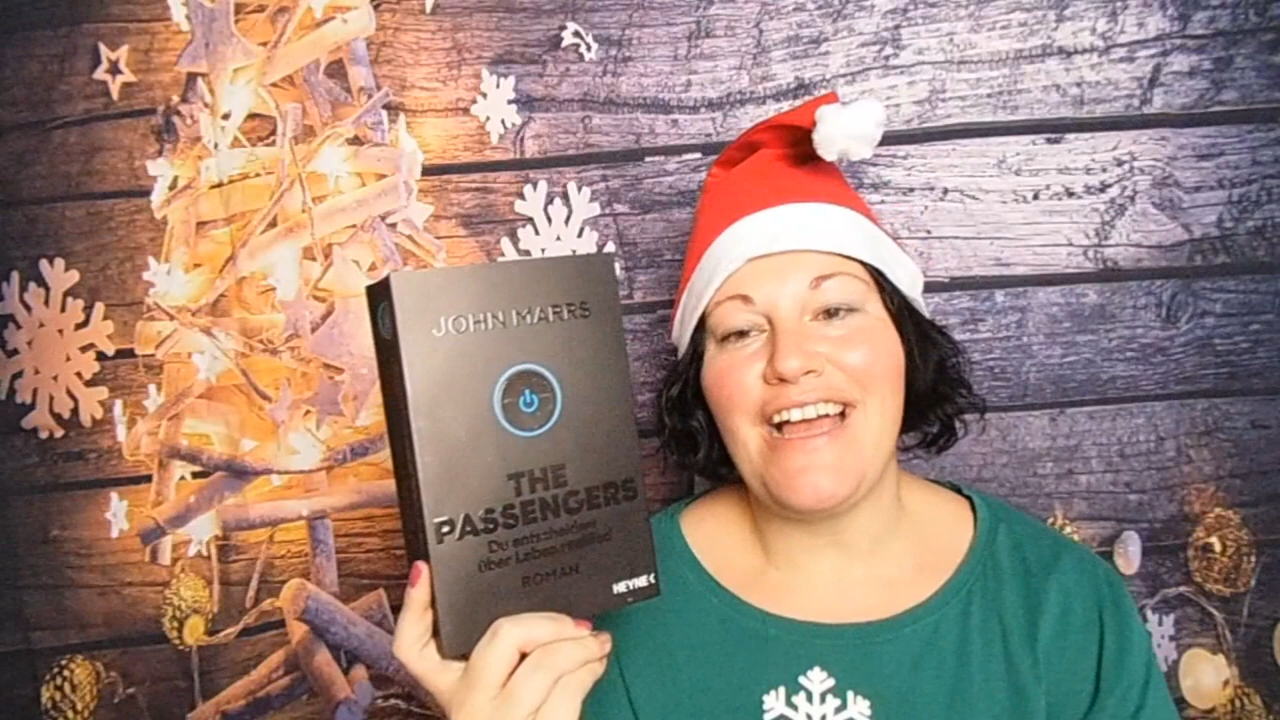 JOHN MARRS
THE
PASSENGERS
Du entscheidest
über Leben und Tod
ROMAN
HEYNE<